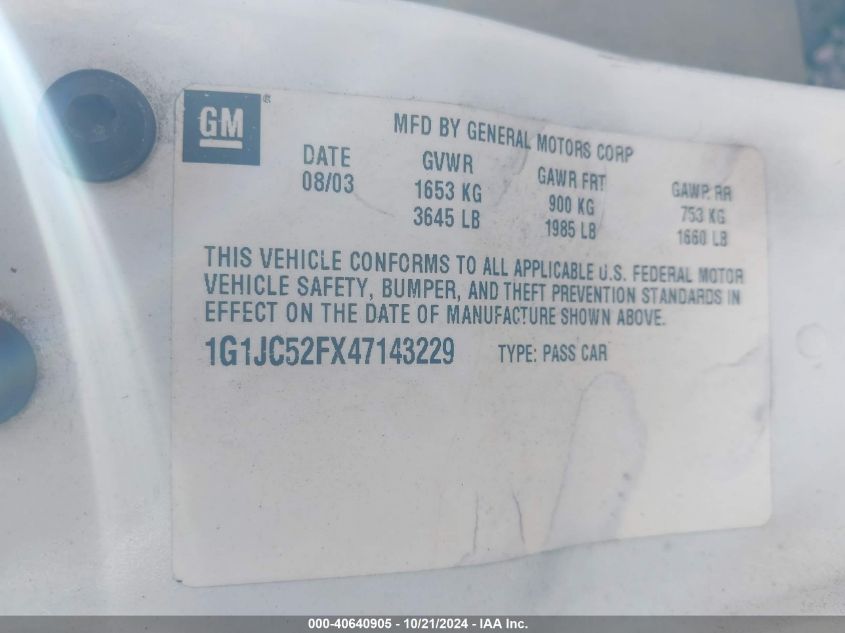 GM®
MFD BY GENERAL MOTORS CORP
DATE GVWR GAWR FRT GAWR RR
08/03 1653 KG 900 KG 753 KG
3645 LB 1985 LB 1660 LB
THIS VEHICLE CONFORMS TO ALL APPLICABLE U.S. FEDERAL MOTOR
VEHICLE SAFETY, BUMPER, AND THEFT PREVENTION STANDARDS IN
EFFECT ON THE DATE OF MANUFACTURE SHOWN ABOVE.
1G1JC52FX47143229 TYPE: PASS CAR
000-40640905 / 10/21/2024 - IAA Inc.